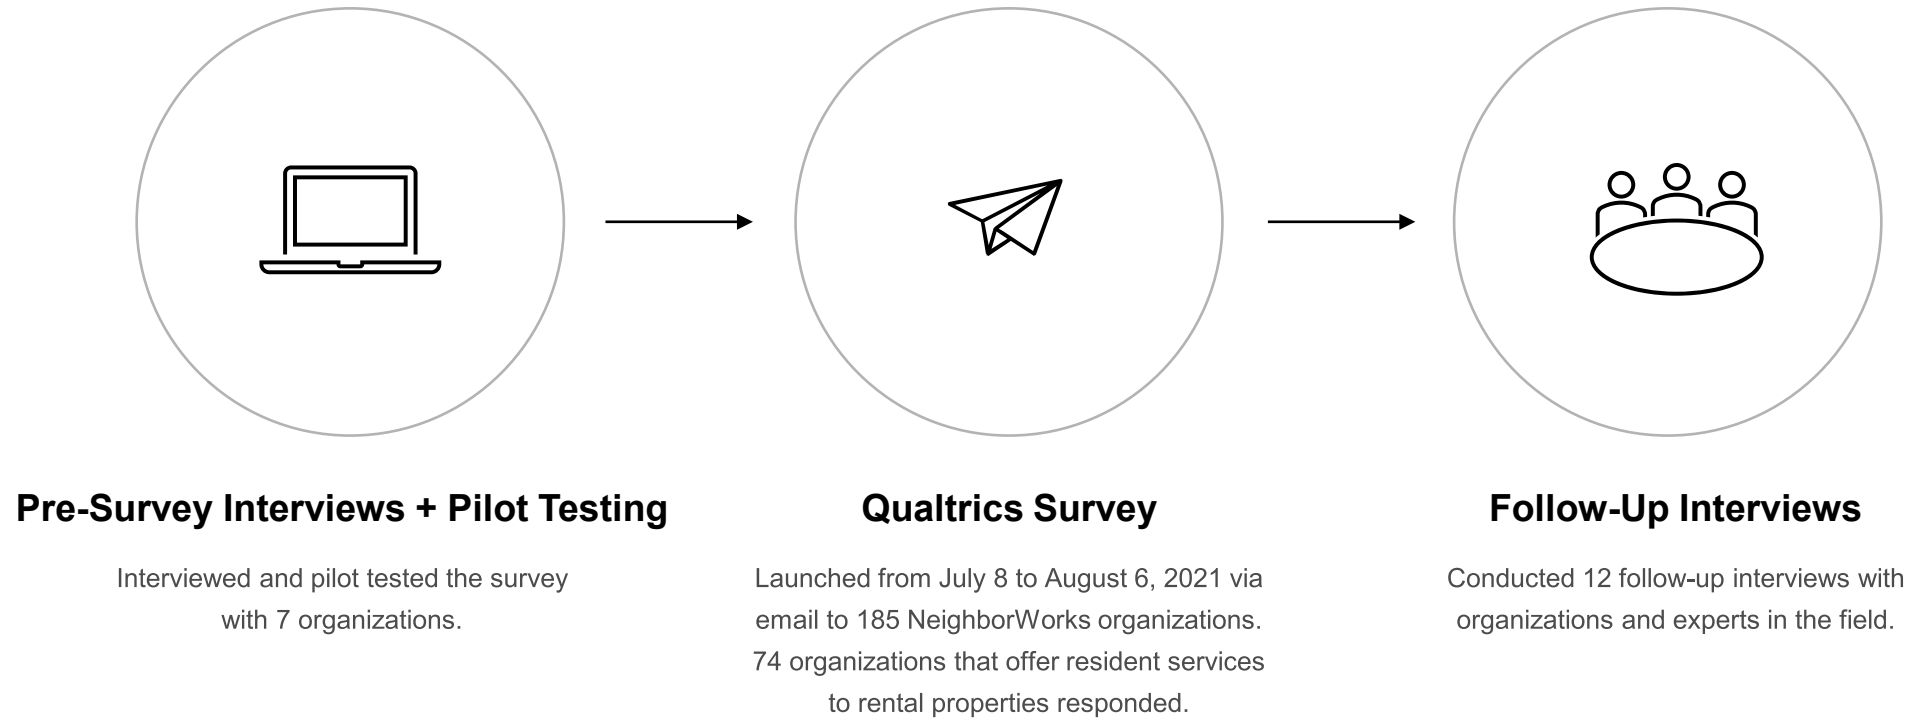 Pre-Survey Interviews + Pilot Testing
Interviewed and pilot tested the survey
with 7 organizations.
Qualtrics Survey
Launched from July 8 to August 6, 2021 via
email to 185 NeighborWorks organizations.
74 organizations that offer resident services
to rental properties responded.
Follow-Up Interviews
Conducted 12 follow-up interviews with
organizations and experts in the field.